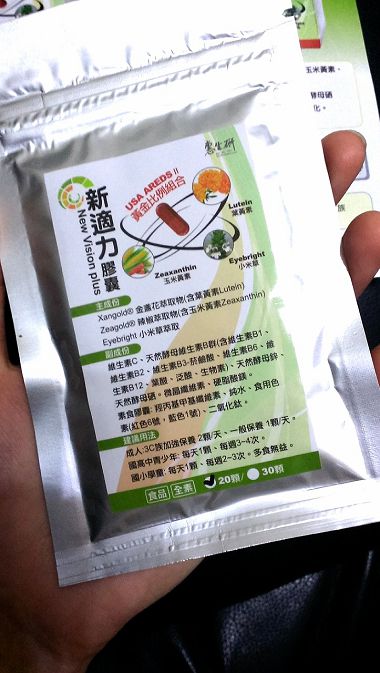 玉米黃素、
酵母硒
化。
族
惠生研
USA AREDS II
黃金比例組合
新適力膠囊
New Vision plus
Lutein
葉黃素
Eyebright
小米草
Zeaxanthin
玉米黃素
主成份
Xangold® 金盞花萃取物(含葉黃素Lutein)
Zeagold® 辣椒萃取物(含玉米黃素Zeaxanthin)
Eyebright 小米草萃取
副成份
維生素C、天然酵母維生素B群(含維生素B1、
維生素B2、維生素B3-菸鹼酸、維生素B6、維
生素B12、葉酸、泛酸、生物素)、天然酵母鋅、
天然酵母硒。微晶纖維素、硬脂酸鎂。
素食膠囊: 羥丙基甲基纖維素、純水、食用色
素(紅色6號，藍色1號)、二氧化鈦。
建議用法
成人:3C族加強保養 2顆/天，一般保養 1顆/天。
國高中青少年: 每天1顆、每週3~4次。
國小學童: 每天1顆、每週2~3次。多食無益。
食品 全素 20顆/ 30顆